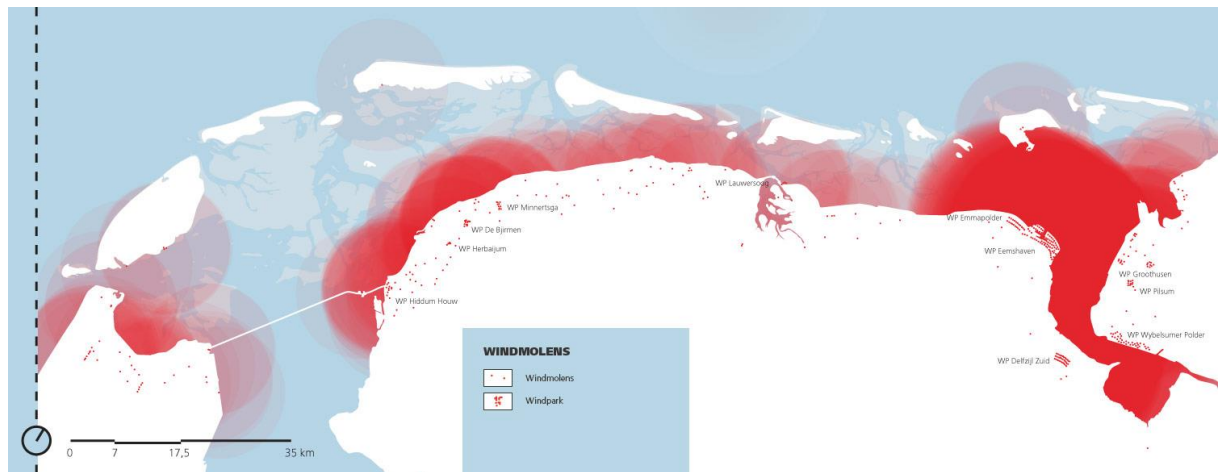 WP Lauwersoog
WP Minnertsga
WP De Bjirmen
WP Herbaijum
WP Hiddum Houw
WP Emmapolder
WP Eemshaven
WP Groothusen
WP Pilsum
WP Wybelsumer Polder
WP Delfzijl Zuid
WINDMOLENS
Windmolens
Windpark
0 7 17,5 35 km